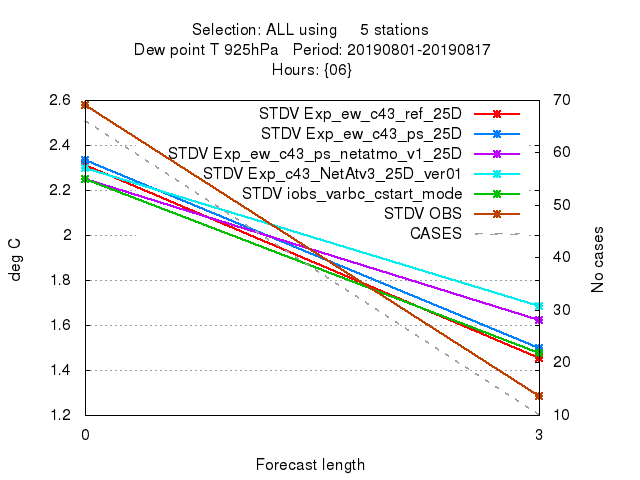 Selection: ALL using     5 stations
Dew point T 925hPa   Period: 20190801-20190817
Hours: {06}
2.6
2.4
2.2
2
1.8
1.6
1.4
1.2
deg C
STDV Exp_ew_c43_ref_25D
STDV Exp_ew_c43_ps_25D
STDV Exp_ew_c43_ps_netatmo_v1_25D
STDV Exp_c43_NetAtv3_25D_ver01
STDV iobs_varbc_cstart_mode
STDV OBS
CASES
70
60
50
40
30
20
10
No cases
0
3
Forecast length